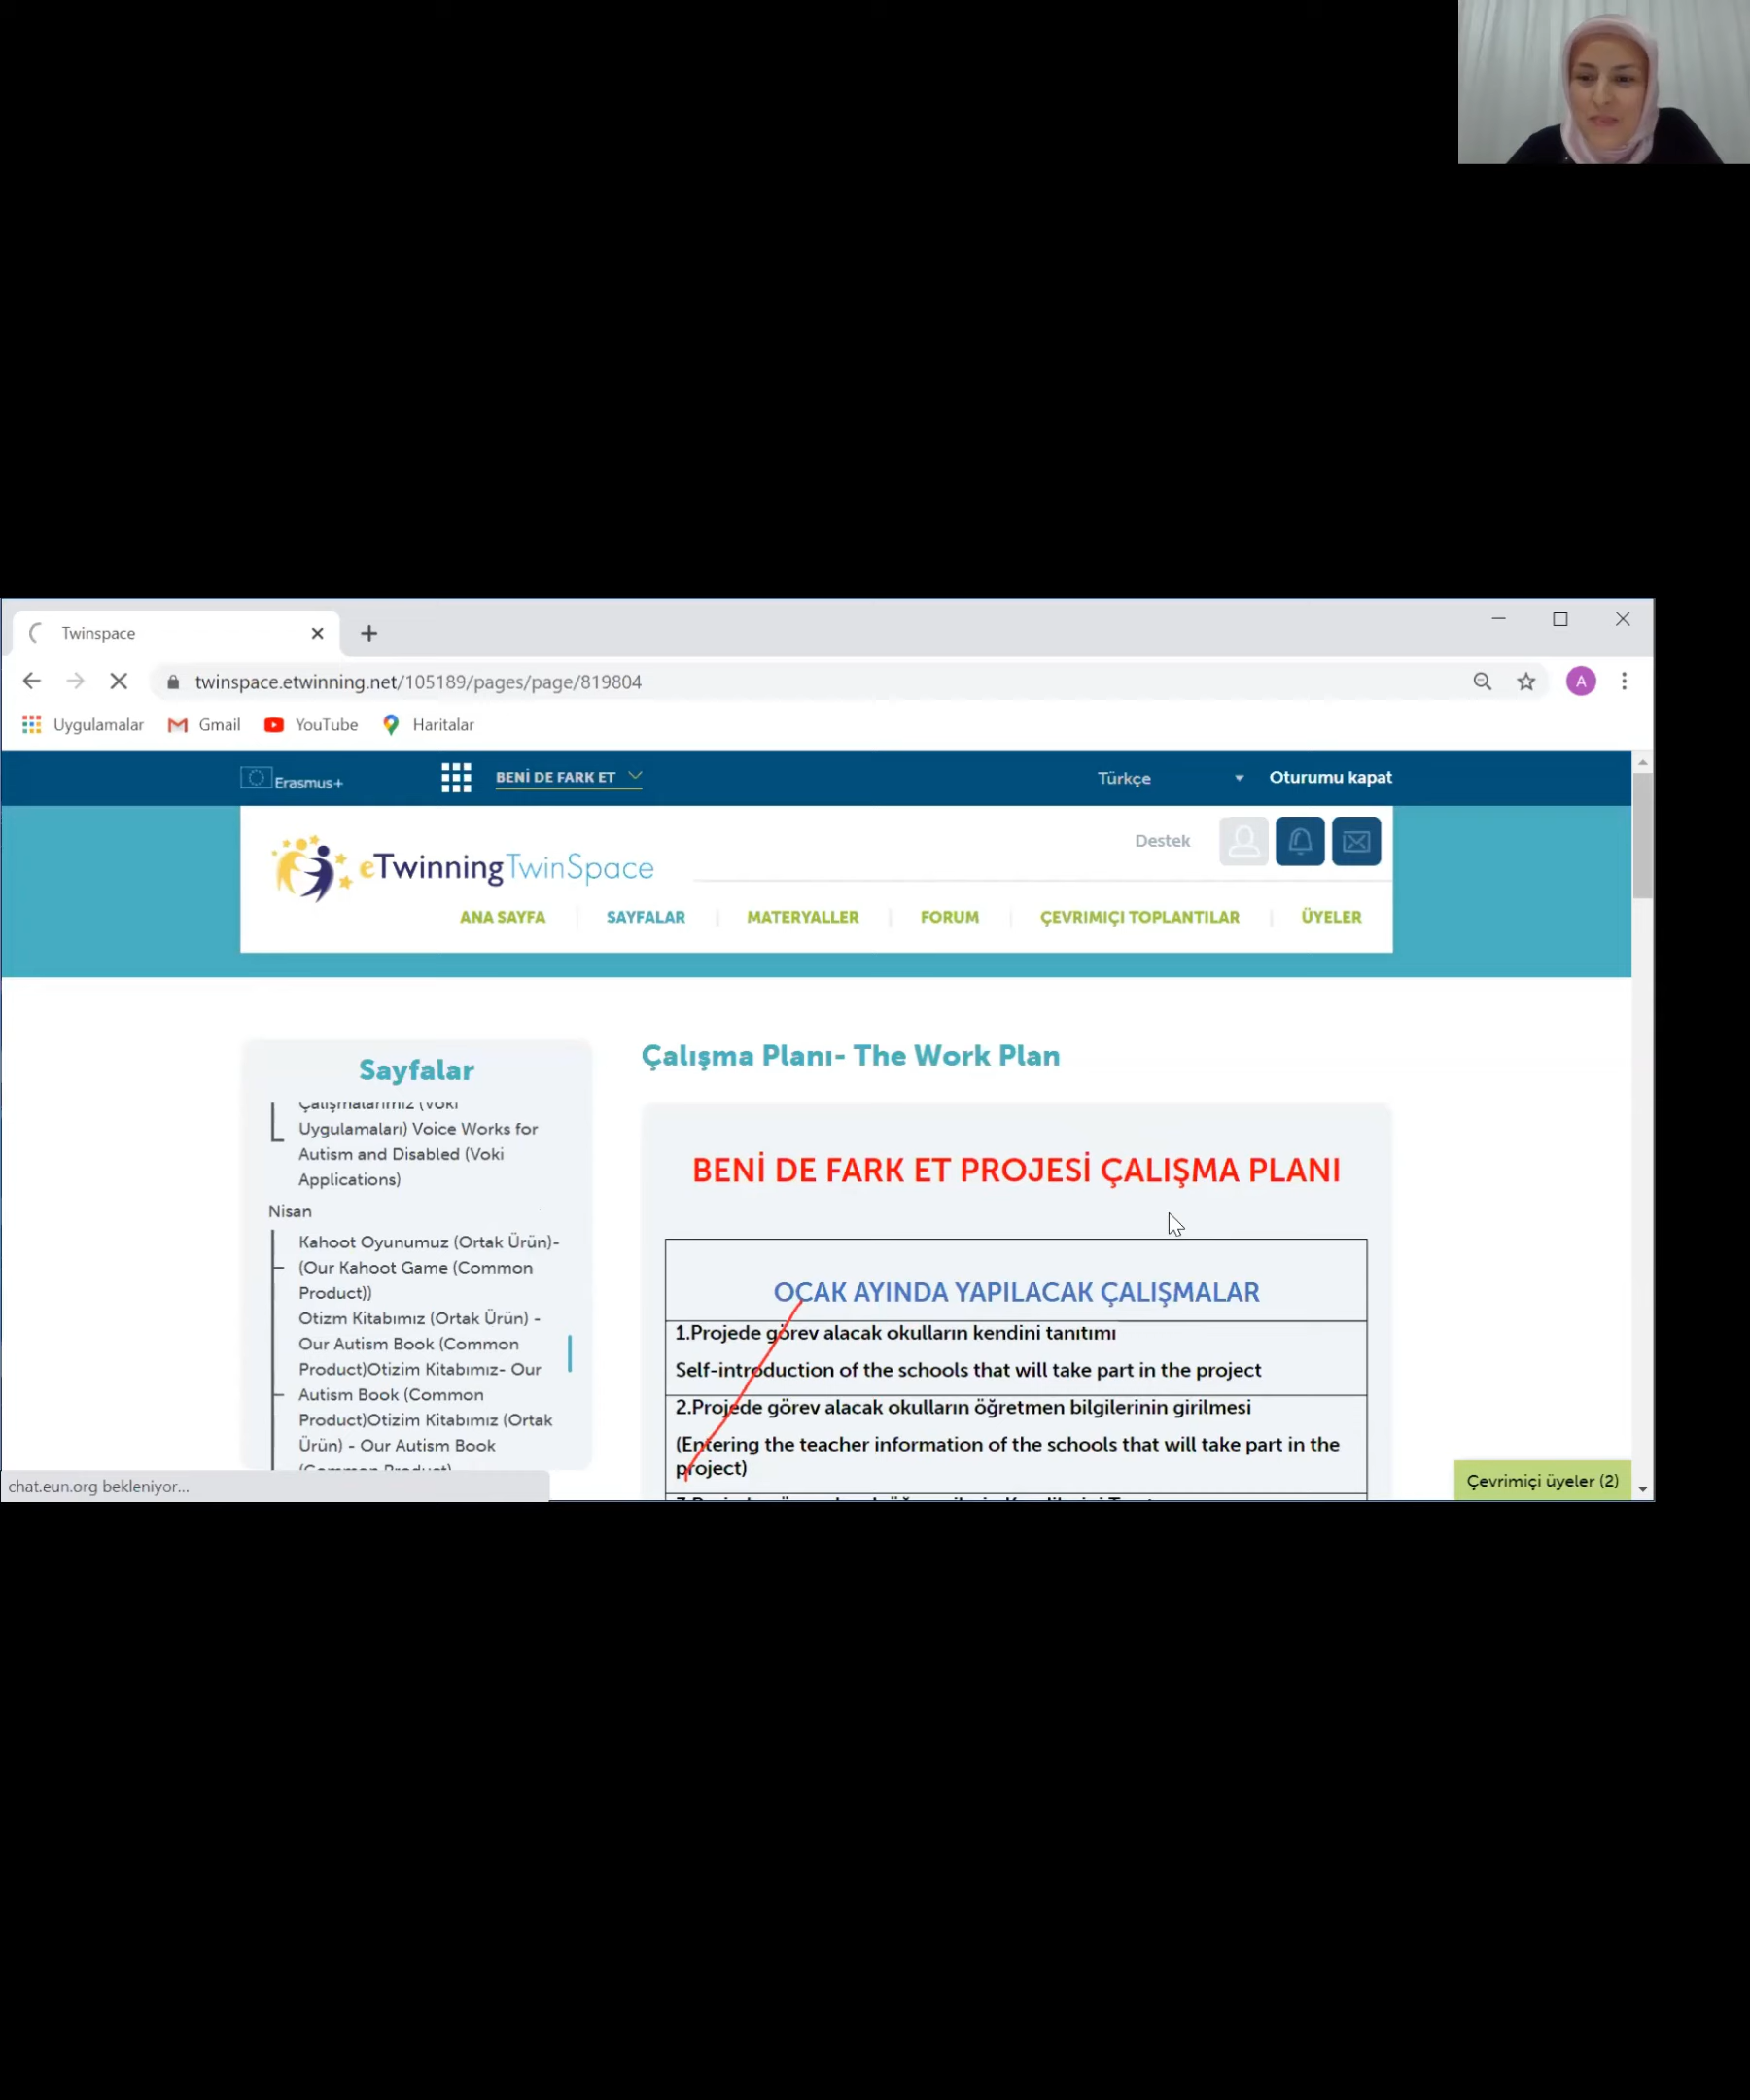 Twinspace
twinspace.etwinning.net/105189/pages/page/819804
A
Uygulamalar
Gmail
YouTube
Haritalar
Erasmus+
BENİ DE FARK ET
Türkçe
Oturumu kapat
eTwinningTwinSpace
Destek
ANA SAYFA
SAYFALAR
MATERYALLER
FORUM
ÇEVRIMIÇI TOPLANTILAR
ÜYELER
Sayfalar
Çalışmalarımız (Voki
Uygulamaları) Voice Works for
Autism and Disabled (Voki
Applications)
Nisan
Kahoot Oyunumuz (Ortak Ürün)-
(Our Kahoot Game (Common
Product))
Otizm Kitabımız (Ortak Ürün) -
Our Autism Book (Common
Product)Otizim Kitabımız- Our
Autism Book (Common
Product)Otizim Kitabımız (Ortak
Ürün) - Our Autism Book
(Common Product)
Çalışma Planı- The Work Plan
BENİ DE FARK ET PROJESİ ÇALIŞMA PLANI
OCAK AYINDA YAPILACAK ÇALIŞMALAR
1.Projede görev alacak okulların kendini tanıtımı
Self-introduction of the schools that will take part in the project
2.Projede görev alacak okulların öğretmen bilgilerinin girilmesi
(Entering the teacher information of the schools that will take part in the
project)
chat.eun.org bekleniyor...
Çevrimiçi üyeler (2)